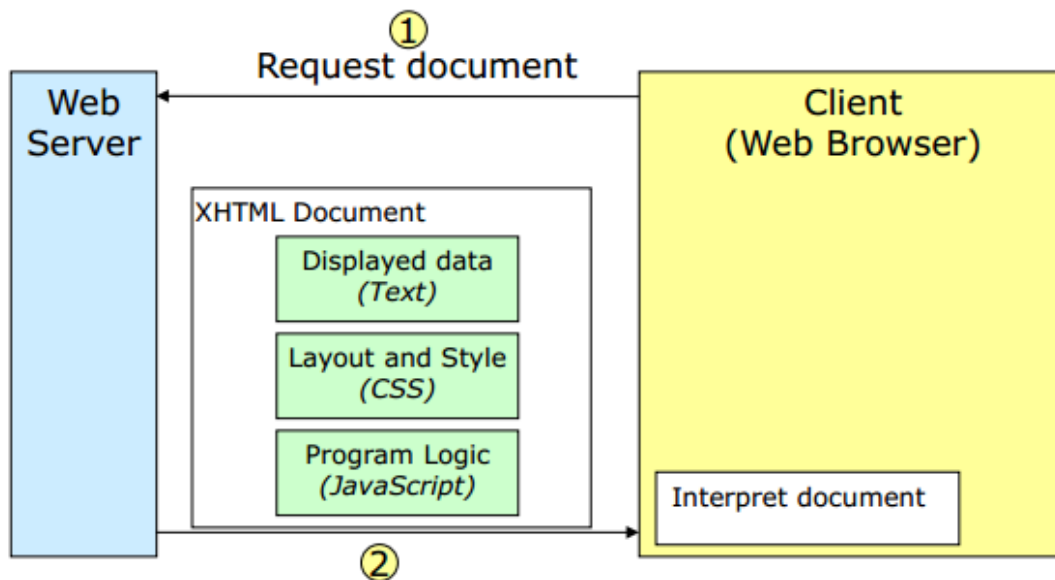 ①
Request document
Web
Server
Client
(Web Browser)
XHTML Document
Displayed data
(Text)
Layout and Style
(CSS)
Program Logic
(JavaScript)
Interpret document
②